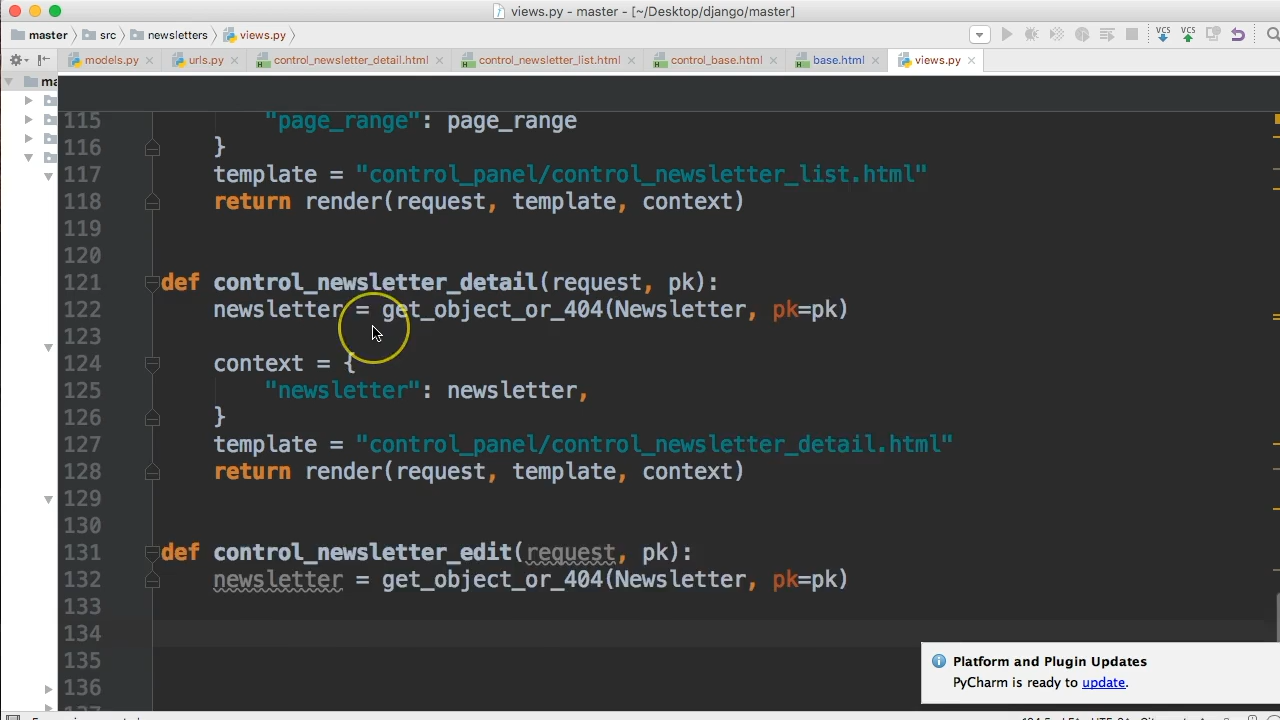 views.py - master - [~/Desktop/django/master]
master src newsletters views.py
VCS VCS
models.py control_newsletter_detail.html control_newsletter_list.html control_base.html base.html views.py
115 "page_range": page_range
116 }
117 template = "control_panel/control_newsletter_list.html"
118 return render(request, template, context)
119
120
121 def control_newsletter_detail(request, pk):
122 newsletter = get_object_or_404(Newsletter, pk=pk)
123
124 context = {
125 "newsletter": newsletter,
126 }
127 template = "control_panel/control_newsletter_detail.html"
128 return render(request, template, context)
129
130
131 def control_newsletter_edit(request, pk):
132 newsletter = get_object_or_404(Newsletter, pk=pk)
133
134
135
136
Platform and Plugin Updates
PyCharm is ready to update.